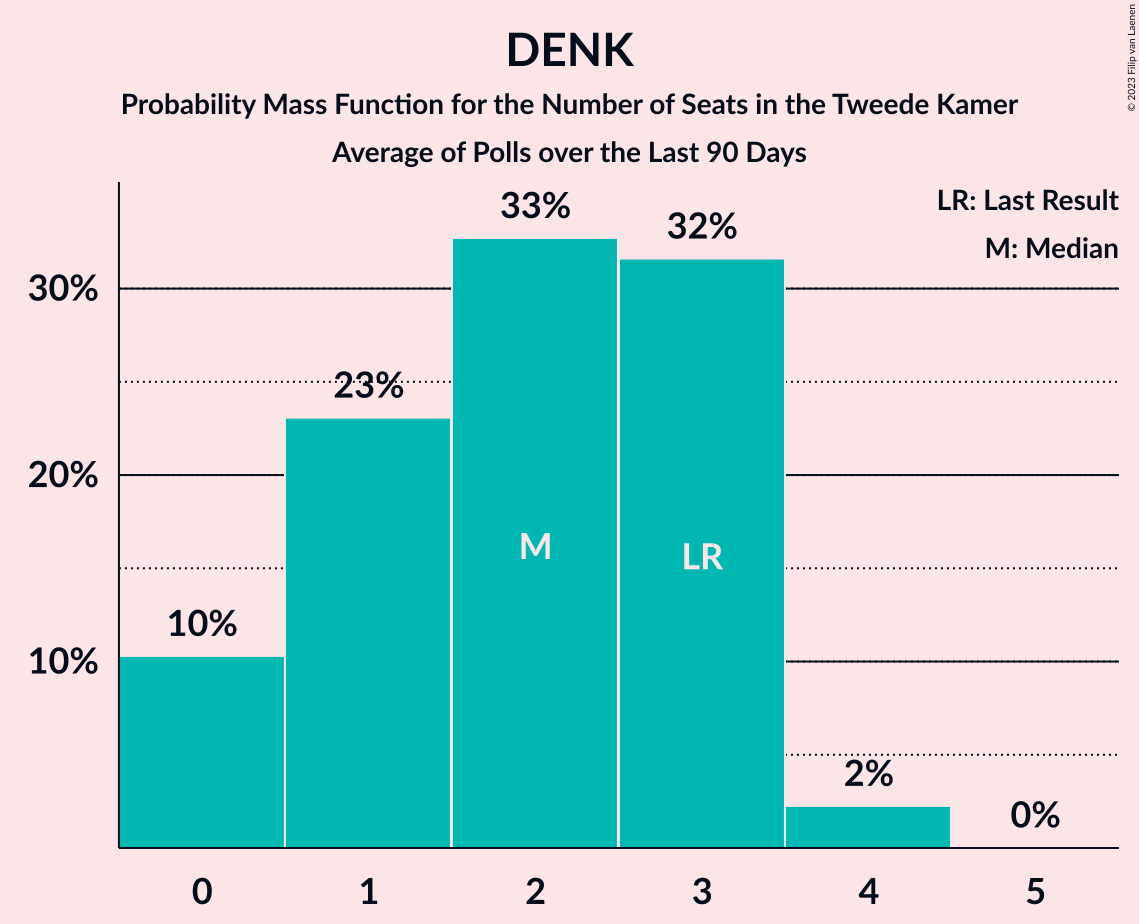 DENK
Probability Mass Function for the Number of Seats in the Tweede Kamer
Average of Polls over the Last 90 Days
© 2023 Filip van Laenen
LR: Last Result
M: Median
33%
32%
30%
23%
20%
M
LR
10%
10%
2%
0%
0 1 2 3 4 5